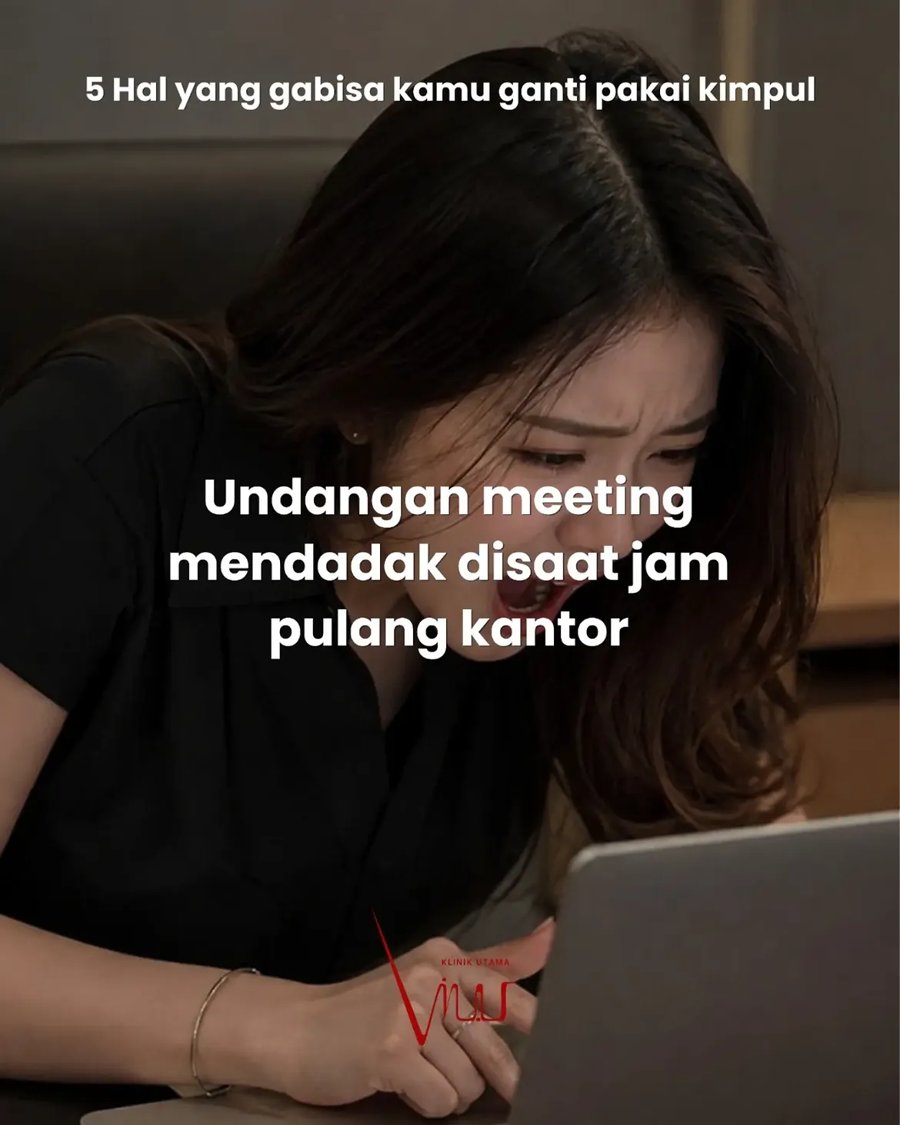 5 Hal yang gabisa kamu ganti pakai kimpul
Undangan meeting
mendadak disaat jam
pulang kantor
KLINIK UTAMA